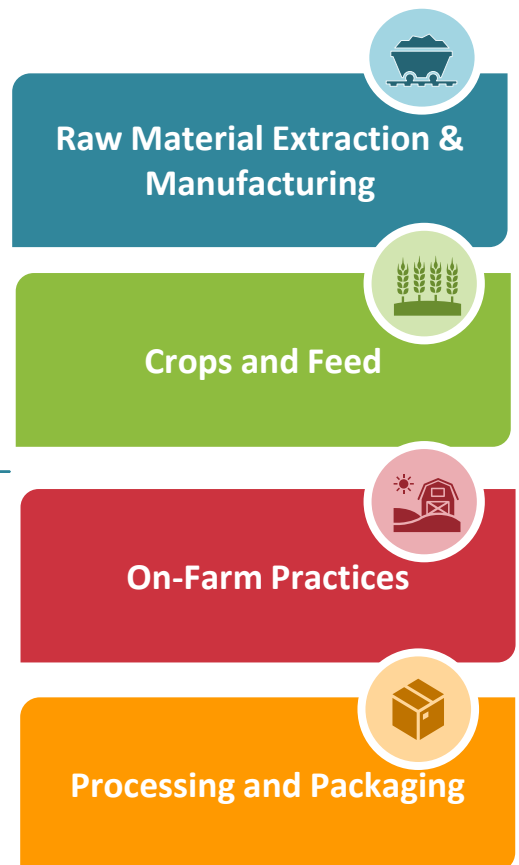 Raw Material Extraction &
Manufacturing
Crops and Feed
On-Farm Practices
Processing and Packaging